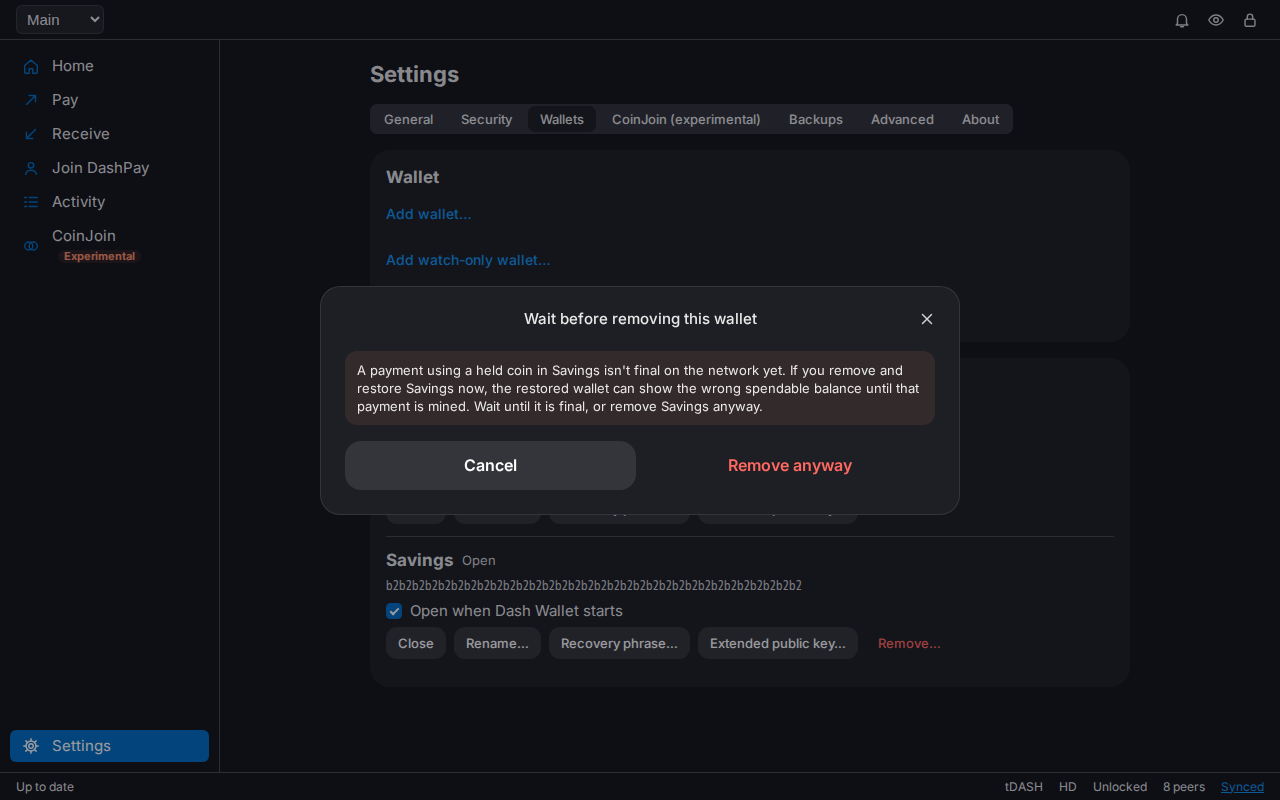 Main
Home
Pay
Receive
Join DashPay
Activity
CoinJoin
Experimental
Settings
Settings
General Security Wallets CoinJoin (experimental) Backups Advanced About
Wallet
Add wallet...
Add watch-only wallet...
Wait before removing this wallet
A payment using a held coin in Savings isn't final on the network yet. If you remove and
restore Savings now, the restored wallet can show the wrong spendable balance until that
payment is mined. Wait until it is final, or remove Savings anyway.
Cancel Remove anyway
Savings Open
b2b2b2b2b2b2b2b2b2b2b2b2b2b2b2b2b2b2b2b2b2b2b2b2b2b2b2b2b2b2b2b2
Open when Dash Wallet starts
Close Rename... Recovery phrase... Extended public key... Remove...
Up to date tDASH HD Unlocked 8 peers Synced